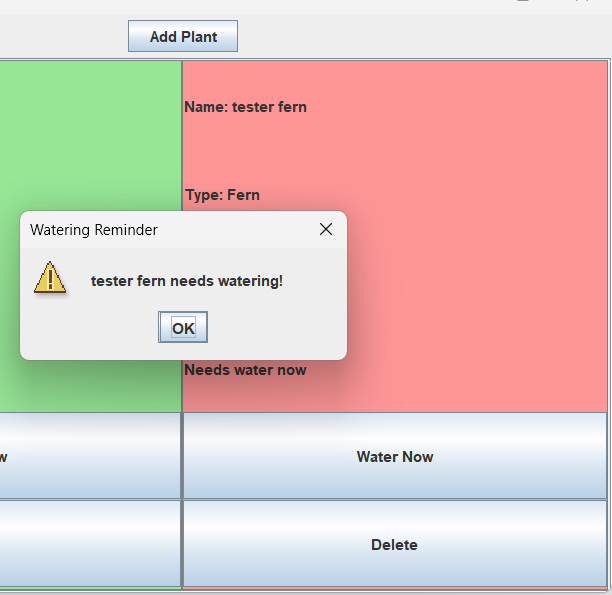 Add Plant
Name: tester fern
Type: Fern
Watering Reminder
tester fern needs watering!
OK
Needs water now
Water Now
Delete